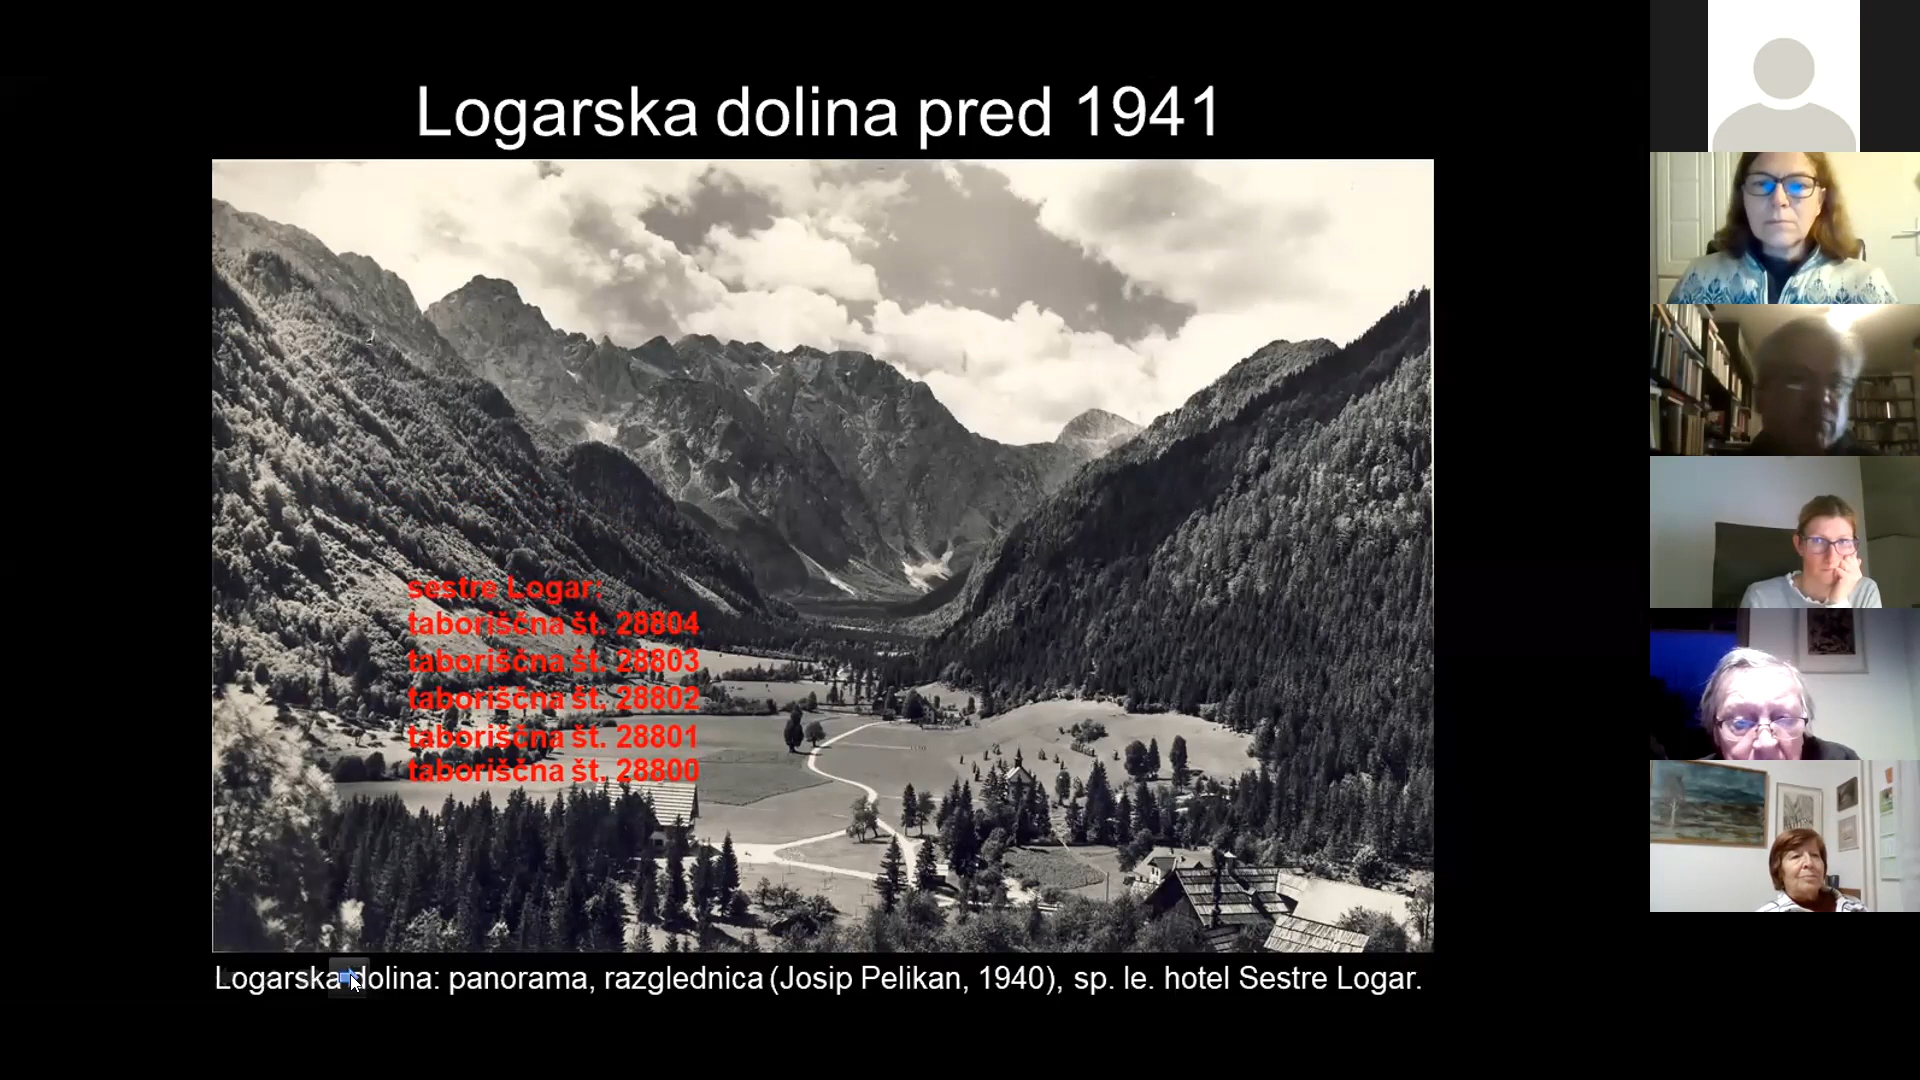 Logarska dolina pred 1941
sestre Logar:
taboriščna št. 28804
taboriščna št. 28803
taboriščna št. 28802
taboriščna št. 28801
taboriščna št. 28800
Logarska dolina: panorama, razglednica (Josip Pelikan, 1940), sp. le. hotel Sestre Logar.